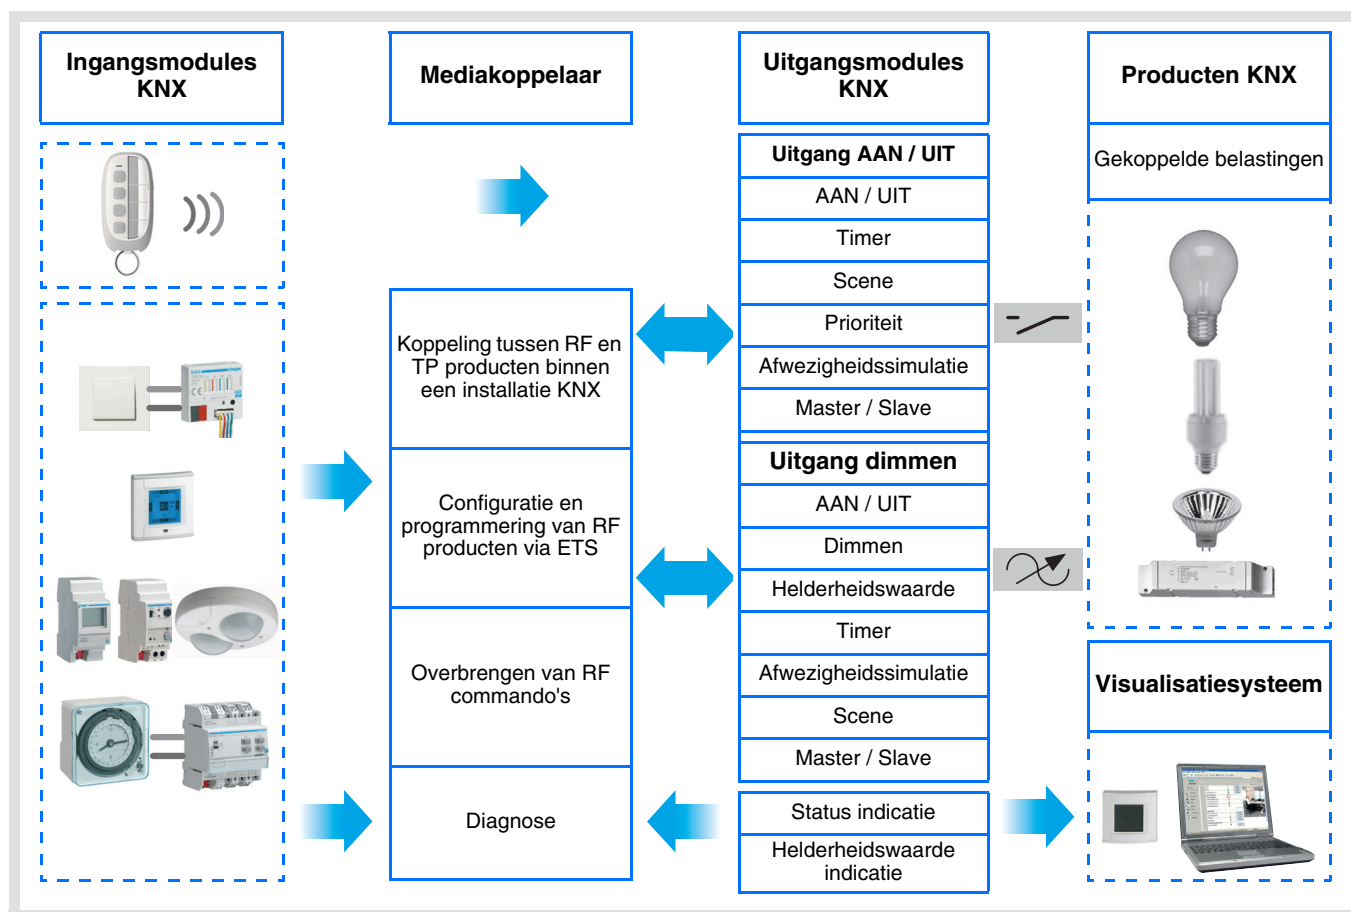 Ingangsmodules
KNX
Mediakoppelaar
Uitgangsmodules
KNX
Producten KNX
Uitgang AAN / UIT
AAN / UIT
Timer
Scene
Prioriteit
Afwezigheidssimulatie
Master / Slave
Uitgang dimmen
AAN / UIT
Dimmen
Helderheidswaarde
Timer
Afwezigheidssimulatie
Scene
Master / Slave
Status indicatie
Helderheidswaarde
indicatie
Koppeling tussen RF en
TP producten binnen
een installatie KNX
Configuratie en
programmering van RF
producten via ETS
Overbrengen van RF
commando's
Diagnose
Gekoppelde belastingen
Visualisatiesysteem